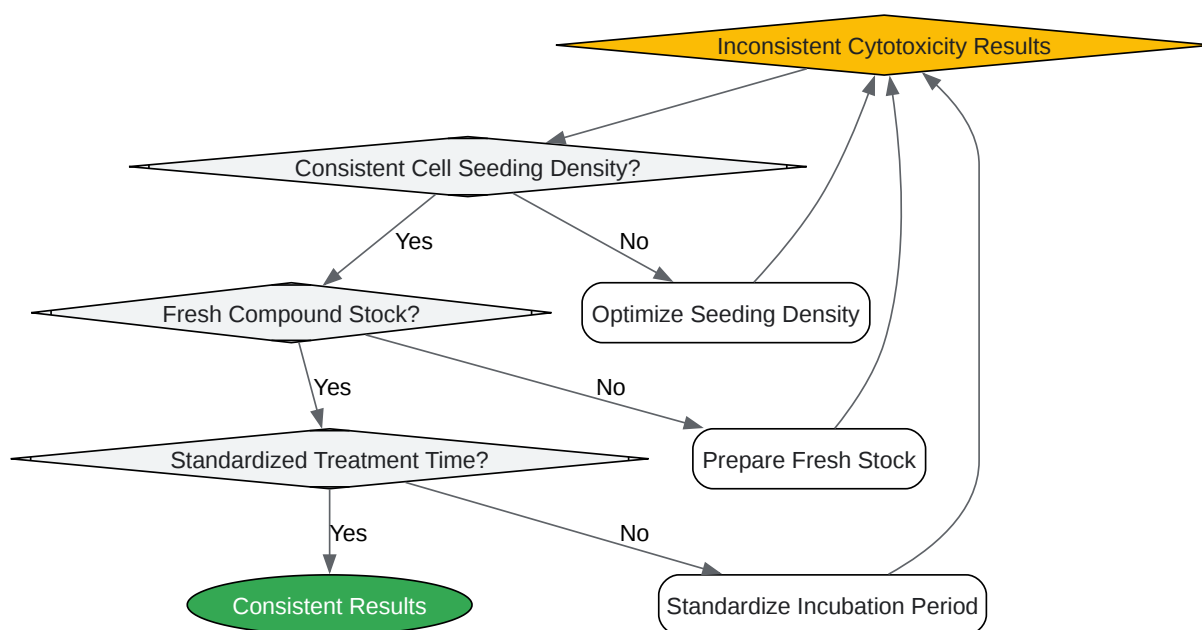 Inconsistent Cytotoxicity Results
Consistent Cell Seeding Density?
Yes
No
Fresh Compound Stock?
Optimize Seeding Density
Yes
No
Standardized Treatment Time?
Prepare Fresh Stock
Yes
No
Consistent Results
Standardize Incubation Period